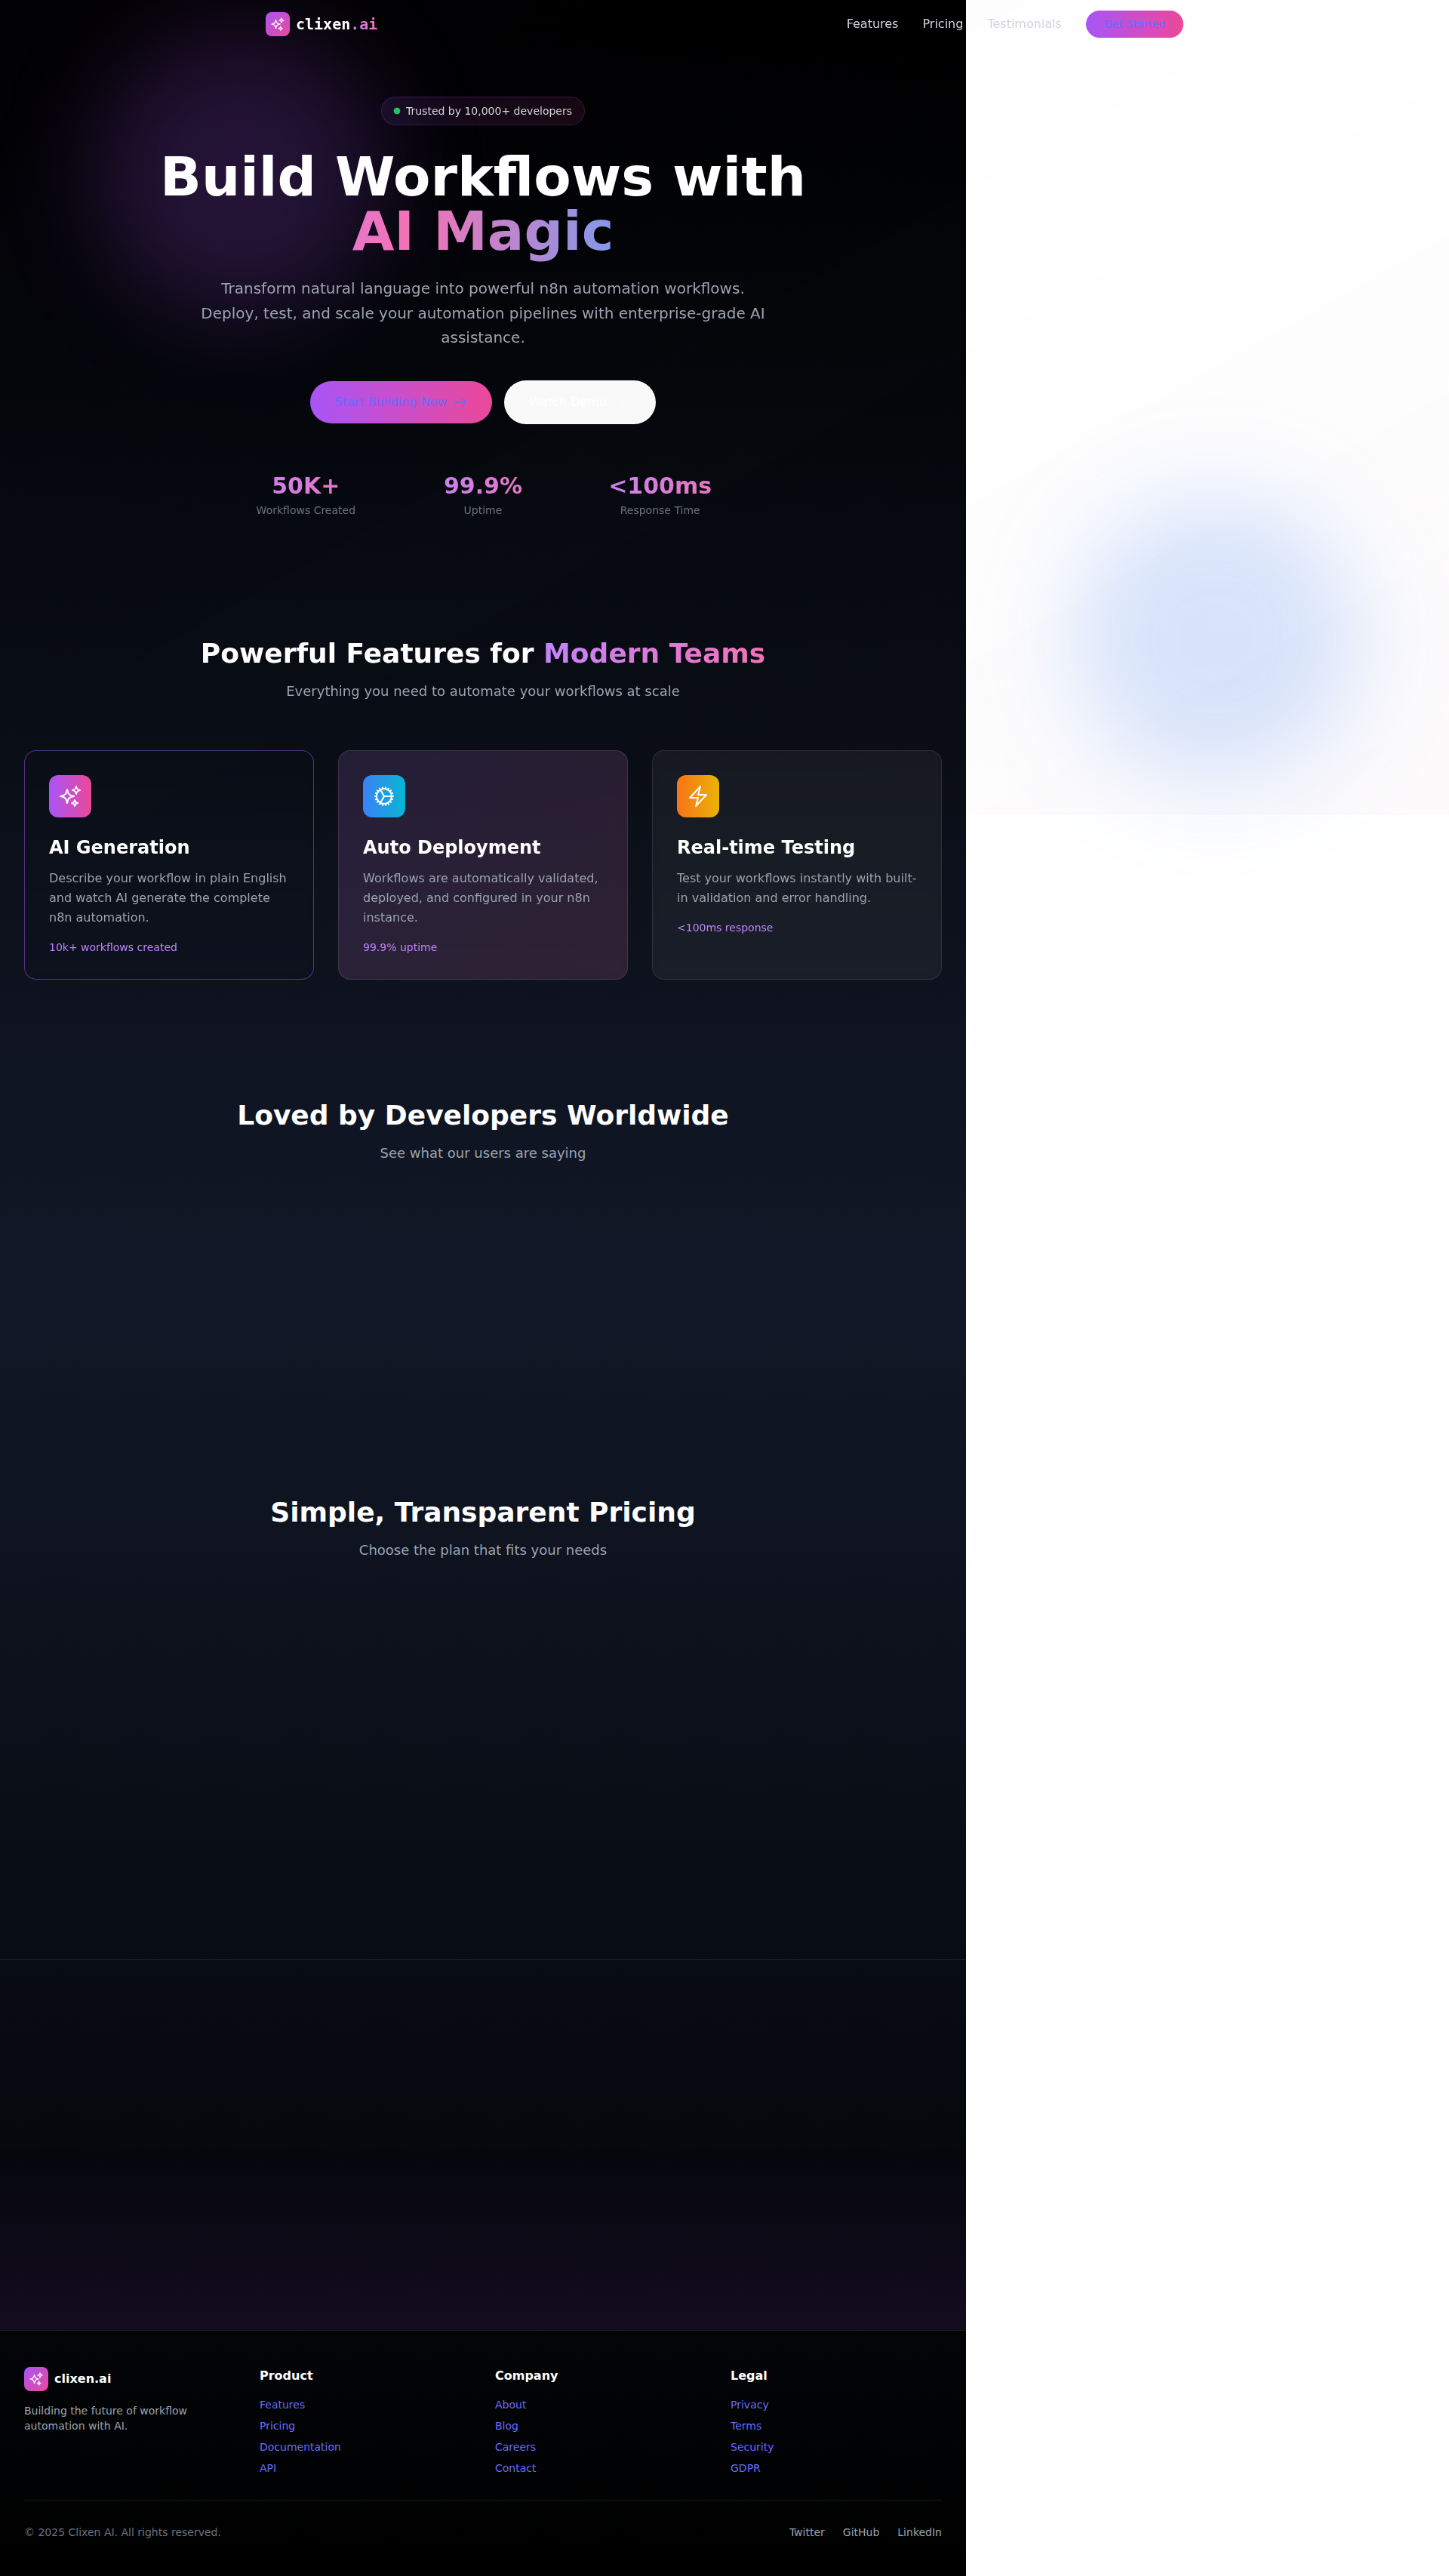 clixen.ai
Features
Pricing
Testimonials
Get Started
Trusted by 10,000+ developers
Build Workflows with
AI Magic
Transform natural language into powerful n8n automation workflows.
Deploy, test, and scale your automation pipelines with enterprise-grade AI
assistance.
Start Building Now
Watch Demo
50K+
Workflows Created
99.9%
Uptime
<100ms
Response Time
Powerful Features for Modern Teams
Everything you need to automate your workflows at scale
AI Generation
Describe your workflow in plain English
and watch AI generate the complete
n8n automation.
10k+ workflows created
Auto Deployment
Workflows are automatically validated,
deployed, and configured in your n8n
instance.
99.9% uptime
Real-time Testing
Test your workflows instantly with built-
in validation and error handling.
<100ms response
Loved by Developers Worldwide
See what our users are saying
Simple, Transparent Pricing
Choose the plan that fits your needs
clixen.ai
Building the future of workflow
automation with AI.
Product
Features
Pricing
Documentation
API
Company
About
Blog
Careers
Contact
Legal
Privacy
Terms
Security
GDPR
© 2025 Clixen AI. All rights reserved.
Twitter
GitHub
LinkedIn